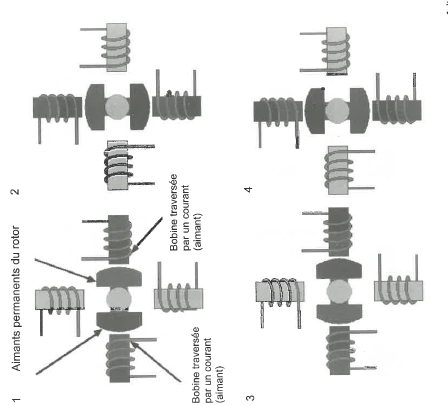 1
Aimants permanents du rotor
2
Bobine traversée
par un courant
(aimant)
Bobine traversée
par un courant
(aimant)
3
4